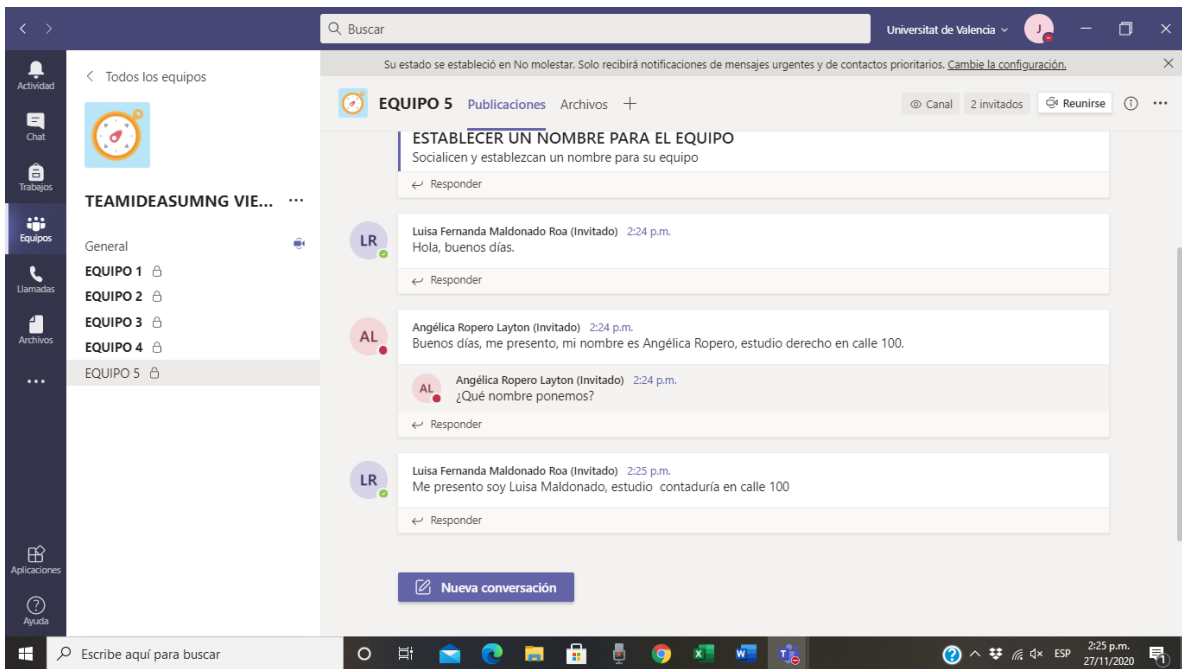 Buscar
Universitat de Valencia
J
Actividad
Chat
Trabajos
Equipos
Llamadas
Archivos
Aplicaciones
Ayuda
Todos los equipos
TEAMIDEASUMNG VIE...
General
EQUIPO 1
EQUIPO 2
EQUIPO 3
EQUIPO 4
EQUIPO 5
Su estado se estableció en No molestar. Solo recibirá notificaciones de mensajes urgentes y de contactos prioritarios. Cambie la configuración.
EQUIPO 5 Publicaciones Archivos
Canal 2 invitados Reunirse
ESTABLECER UN NOMBRE PARA EL EQUIPO
Socialicen y establezcan un nombre para su equipo
Responder
LR
Luisa Fernanda Maldonado Roa (Invitado) 2:24 p.m.
Hola, buenos días.
Responder
AL
Angélica Ropero Layton (Invitado) 2:24 p.m.
Buenos días, me presento, mi nombre es Angélica Ropero, estudio derecho en calle 100.
AL
Angélica Ropero Layton (Invitado) 2:24 p.m.
¿Qué nombre ponemos?
Responder
LR
Luisa Fernanda Maldonado Roa (Invitado) 2:25 p.m.
Me presento soy Luisa Maldonado, estudio contaduría en calle 100
Responder
Nueva conversación
Escribe aquí para buscar
ESP
2:25 p.m.
27/11/2020